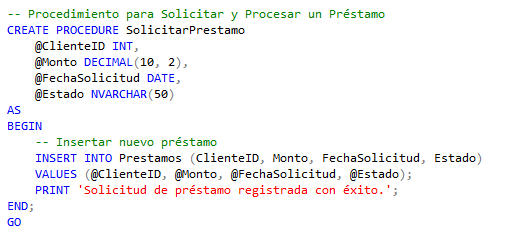 -- Procedimiento para Solicitar y Procesar un Préstamo
CREATE PROCEDURE SolicitarPrestamo
    @ClienteID INT,
    @Monto DECIMAL(10, 2),
    @FechaSolicitud DATE,
    @Estado NVARCHAR(50)
AS
BEGIN
    -- Insertar nuevo préstamo
    INSERT INTO Prestamos (ClienteID, Monto, FechaSolicitud, Estado)
    VALUES (@ClienteID, @Monto, @FechaSolicitud, @Estado);
    PRINT 'Solicitud de préstamo registrada con éxito.';
END;
GO